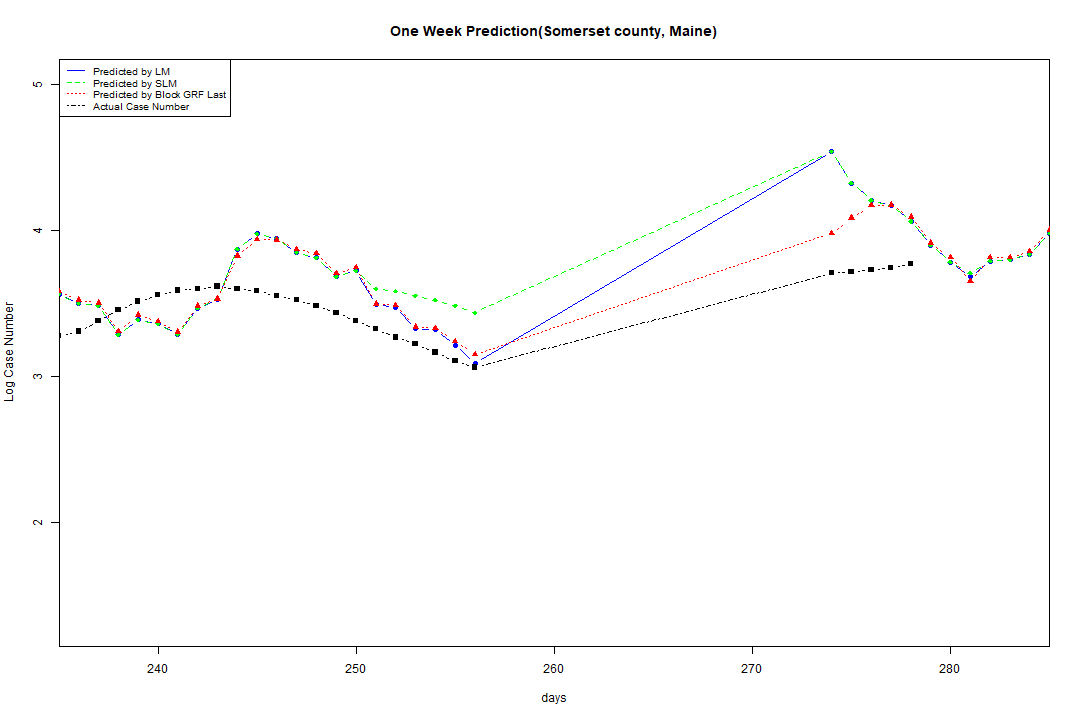 One Week Prediction(Somerset county, Maine)
Predicted by LM
Predicted by SLM
Predicted by Block GRF Last
Actual Case Number
5
4
3
2
Log Case Number
240 250 260 270 280
days